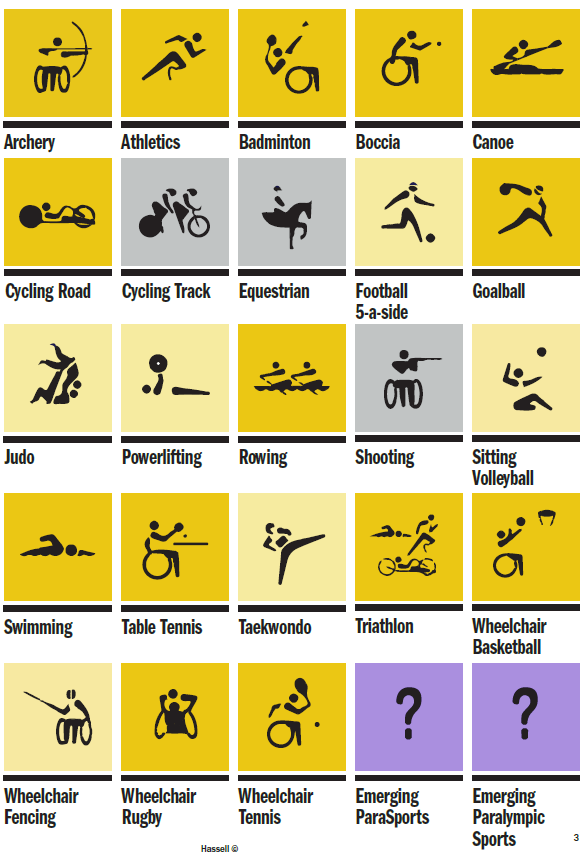 Archery
Athletics
Badminton
Boccia
Canoe
Cycling Road
Cycling Track
Equestrian
Football
5-a-side
Goalball
Judo
Powerlifting
Rowing
Shooting
Sitting
Volleyball
Swimming
Table Tennis
Taekwondo
Triathlon
Wheelchair
Basketball
Wheelchair
Fencing
Wheelchair
Rugby
Wheelchair
Tennis
?
Emerging
ParaSports
?
Emerging
Paralympic
Sports
Hassell ©
3